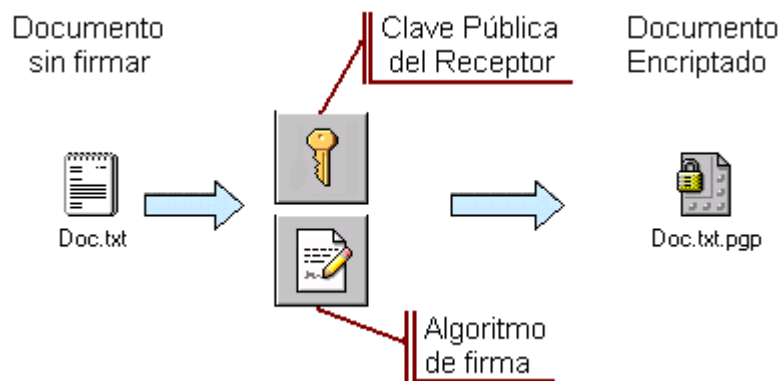 Documento
sin firmar
Clave Pública
del Receptor
Documento
Encriptado
Doc.txt
Doc.txt.pgp
Algoritmo
de firma